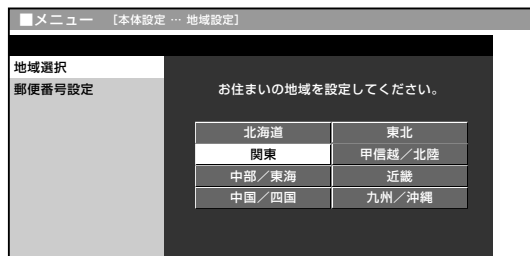 ■メニュー [本体設定 … 地域設定]
地域選択
郵便番号設定
お住まいの地域を設定してください。
北海道 東北
関東 甲信越／北陸
中部／東海 近畿
中国／四国 九州／沖縄